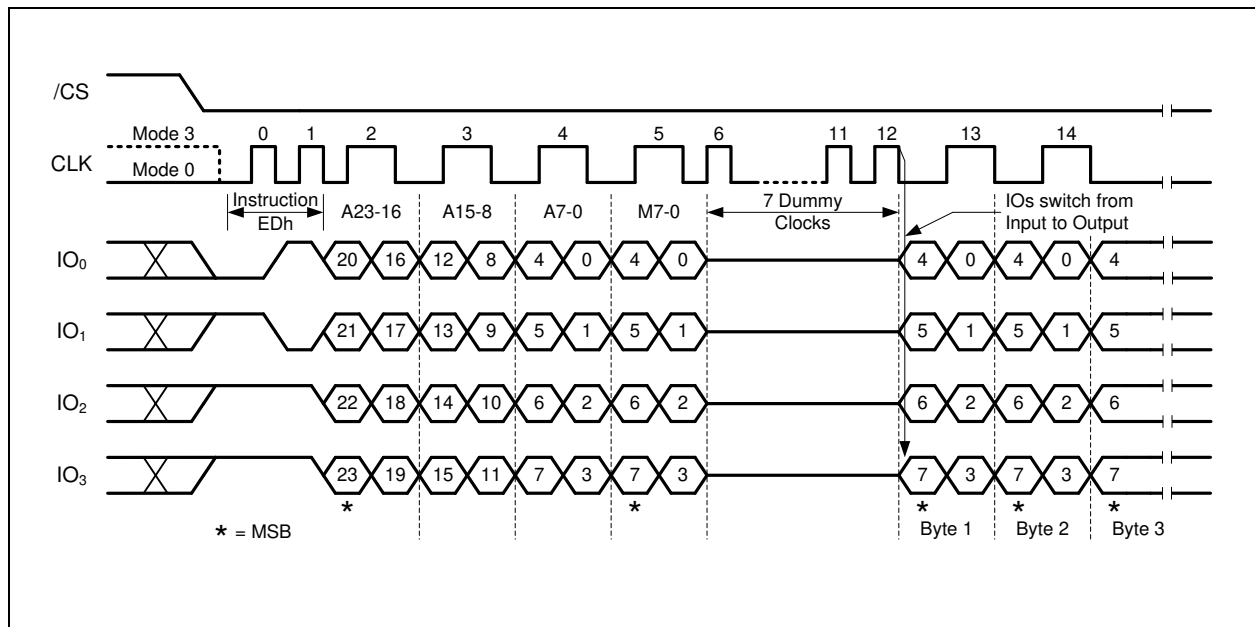 /CS
Mode 3 0 1 2 3 4 5 6 11 12 13 14
CLK
Mode 0
Instruction A23-16 A15-8 A7-0 M7-0 7 Dummy IOs switch from
EDh Clocks Input to Output
IO0 20 16 12 8 4 0 4 0 4 0 4 0 4
IO1 21 17 13 9 5 1 5 1 5 1 5 1 5
IO2 22 18 14 10 6 2 6 2 6 2 6 2 6
IO3 23 19 15 11 7 3 7 3 7 3 7 3 7
* * * * *
* = MSB Byte 1 Byte 2 Byte 3